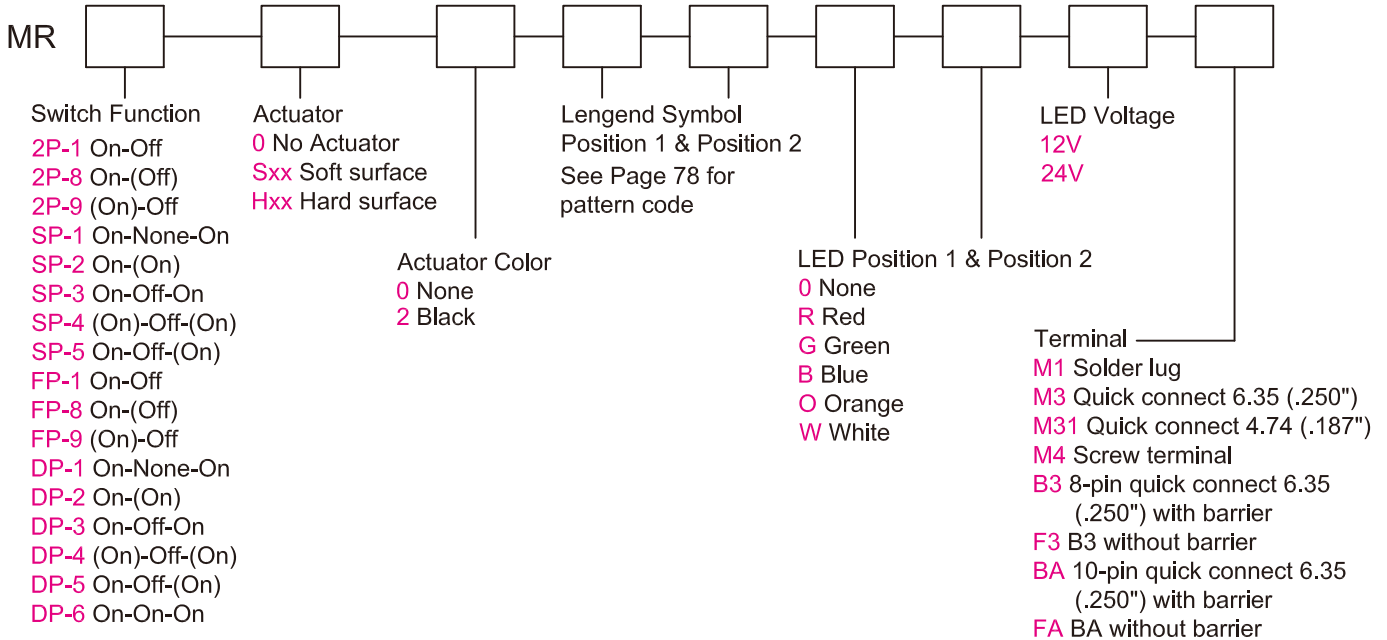 MR
Switch Function
2P-1 On-Off
2P-8 On-(Off)
2P-9 (On)-Off
SP-1 On-None-On
SP-2 On-(On)
SP-3 On-Off-On
SP-4 (On)-Off-(On)
SP-5 On-Off-(On)
FP-1 On-Off
FP-8 On-(Off)
FP-9 (On)-Off
DP-1 On-None-On
DP-2 On-(On)
DP-3 On-Off-On
DP-4 (On)-Off-(On)
DP-5 On-Off-(On)
DP-6 On-On-On
Actuator
0 No Actuator
Sxx Soft surface
Hxx Hard surface
Actuator Color
0 None
2 Black
Lengend Symbol
Position 1 & Position 2
See Page 78 for
pattern code
LED Position 1 & Position 2
0 None
R Red
G Green
B Blue
O Orange
W White
LED Voltage
12V
24V
Terminal
M1 Solder lug
M3 Quick connect 6.35 (.250")
M31 Quick connect 4.74 (.187")
M4 Screw terminal
B3 8-pin quick connect 6.35
(.250") with barrier
F3 B3 without barrier
BA 10-pin quick connect 6.35
(.250") with barrier
FA BA without barrier